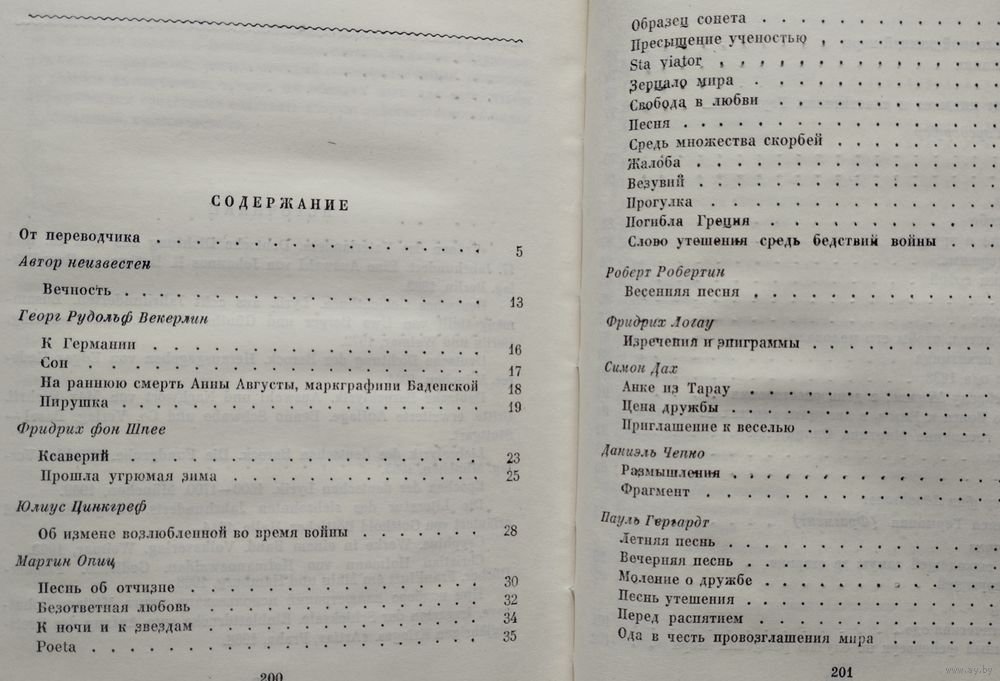 СОДЕРЖАНИЕ
От переводчика . . . . . . . . . . . . . . 5
Автор неизвестен
Вечность . . . . . . . . . . . . . . . . 13
Георг Рудольф Векерлин
К Германии . . . . . . . . . . . . . . . 16
Сон . . . . . . . . . . . . . . . . . . 17
На раннюю смерть Анны Августы, маркграфини Баденской 18
Пирушка . . . . . . . . . . . . . . . . 19
Фридрих фон Шпее
Ксаверий . . . . . . . . . . . . . . . . 23
Прошла угрюмая зима . . . . . . . . . . . 25
Юлиус Цинкгреф
Об измене возлюбленной во время войны . . . . . . 28
Мартин Опиц
Песнь об отчизне . . . . . . . . . . . . . 30
Безответная любовь . . . . . . . . . . . . 32
К ночи и к звездам . . . . . . . . . . . . 34
Poeta . . . . . . . . . . . . . . . . . 35
200
Образец сонета . . . . . . . . . . .
Пресыщение ученостью . . . . . . . . .
Sta viator . . . . . . . . . . . . .
Зерцало мира . . . . . . . . . . . .
Свобода в любви . . . . . . . . . . .
Песня . . . . . . . . . . . . . . .
Средь множества скорбей . . . . . . . .
Жалоба . . . . . . . . . . . . . . .
Везувий . . . . . . . . . . . . . . .
Прогулка . . . . . . . . . . . . . .
Погибла Греция . . . . . . . . . . .
Слово утешения средь бедствий войны . . .
Роберт Робертин
Весенняя песня . . . . . . . . . . . .
Фридрих Логау
Изречения и эпиграммы . . . . . . . . .
Симон Дах
Анке из Тарау . . . . . . . . . . . .
Цена дружбы . . . . . . . . . . . . .
Приглашение к веселью . . . . . . . . .
Даниэль Чепко
Размышления . . . . . . . . . . . . .
Фрагмент . . . . . . . . . . . . . .
Пауль Гергардт
Летняя песнь . . . . . . . . . . . . .
Вечерняя песнь . . . . . . . . . . . .
Моление о дружбе . . . . . . . . . . .
Песнь утешения . . . . . . . . . . . .
Перед распятием . . . . . . . . . . .
Ода в честь провозглашения мира . . . . .
201
www.ay.by